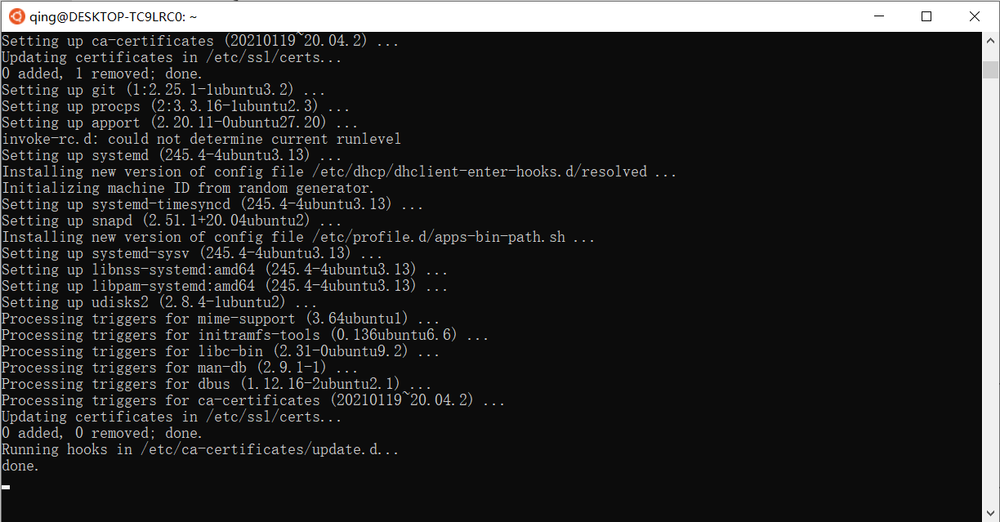 qing@DESKTOP-TC9LRC0: ~
Setting up ca-certificates (20210119~20.04.2) ...
Updating certificates in /etc/ssl/certs...
0 added, 1 removed; done.
Setting up git (1:2.25.1-1ubuntu3.2) ...
Setting up procps (2:3.3.16-1ubuntu2.3) ...
Setting up apport (2.20.11-0ubuntu27.20) ...
invoke-rc.d: could not determine current runlevel
Setting up systemd (245.4-4ubuntu3.13) ...
Installing new version of config file /etc/dhcp/dhclient-enter-hooks.d/resolved ...
Initializing machine ID from random generator.
Setting up systemd-timesyncd (245.4-4ubuntu3.13) ...
Setting up snapd (2.51.1+20.04ubuntu2) ...
Installing new version of config file /etc/profile.d/apps-bin-path.sh ...
Setting up systemd-sysv (245.4-4ubuntu3.13) ...
Setting up libnss-systemd:amd64 (245.4-4ubuntu3.13) ...
Setting up libpam-systemd:amd64 (245.4-4ubuntu3.13) ...
Setting up udisks2 (2.8.4-1ubuntu2) ...
Processing triggers for mime-support (3.64ubuntu1) ...
Processing triggers for initramfs-tools (0.136ubuntu6.6) ...
Processing triggers for libc-bin (2.31-0ubuntu9.2) ...
Processing triggers for man-db (2.9.1-1) ...
Processing triggers for dbus (1.12.16-2ubuntu2.1) ...
Processing triggers for ca-certificates (20210119~20.04.2) ...
Updating certificates in /etc/ssl/certs...
0 added, 0 removed; done.
Running hooks in /etc/ca-certificates/update.d...
done.